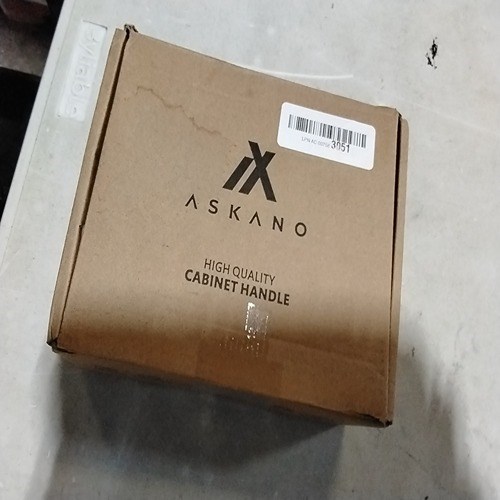 3051
ASKANO
HIGH QUALITY
CABINET HANDLE